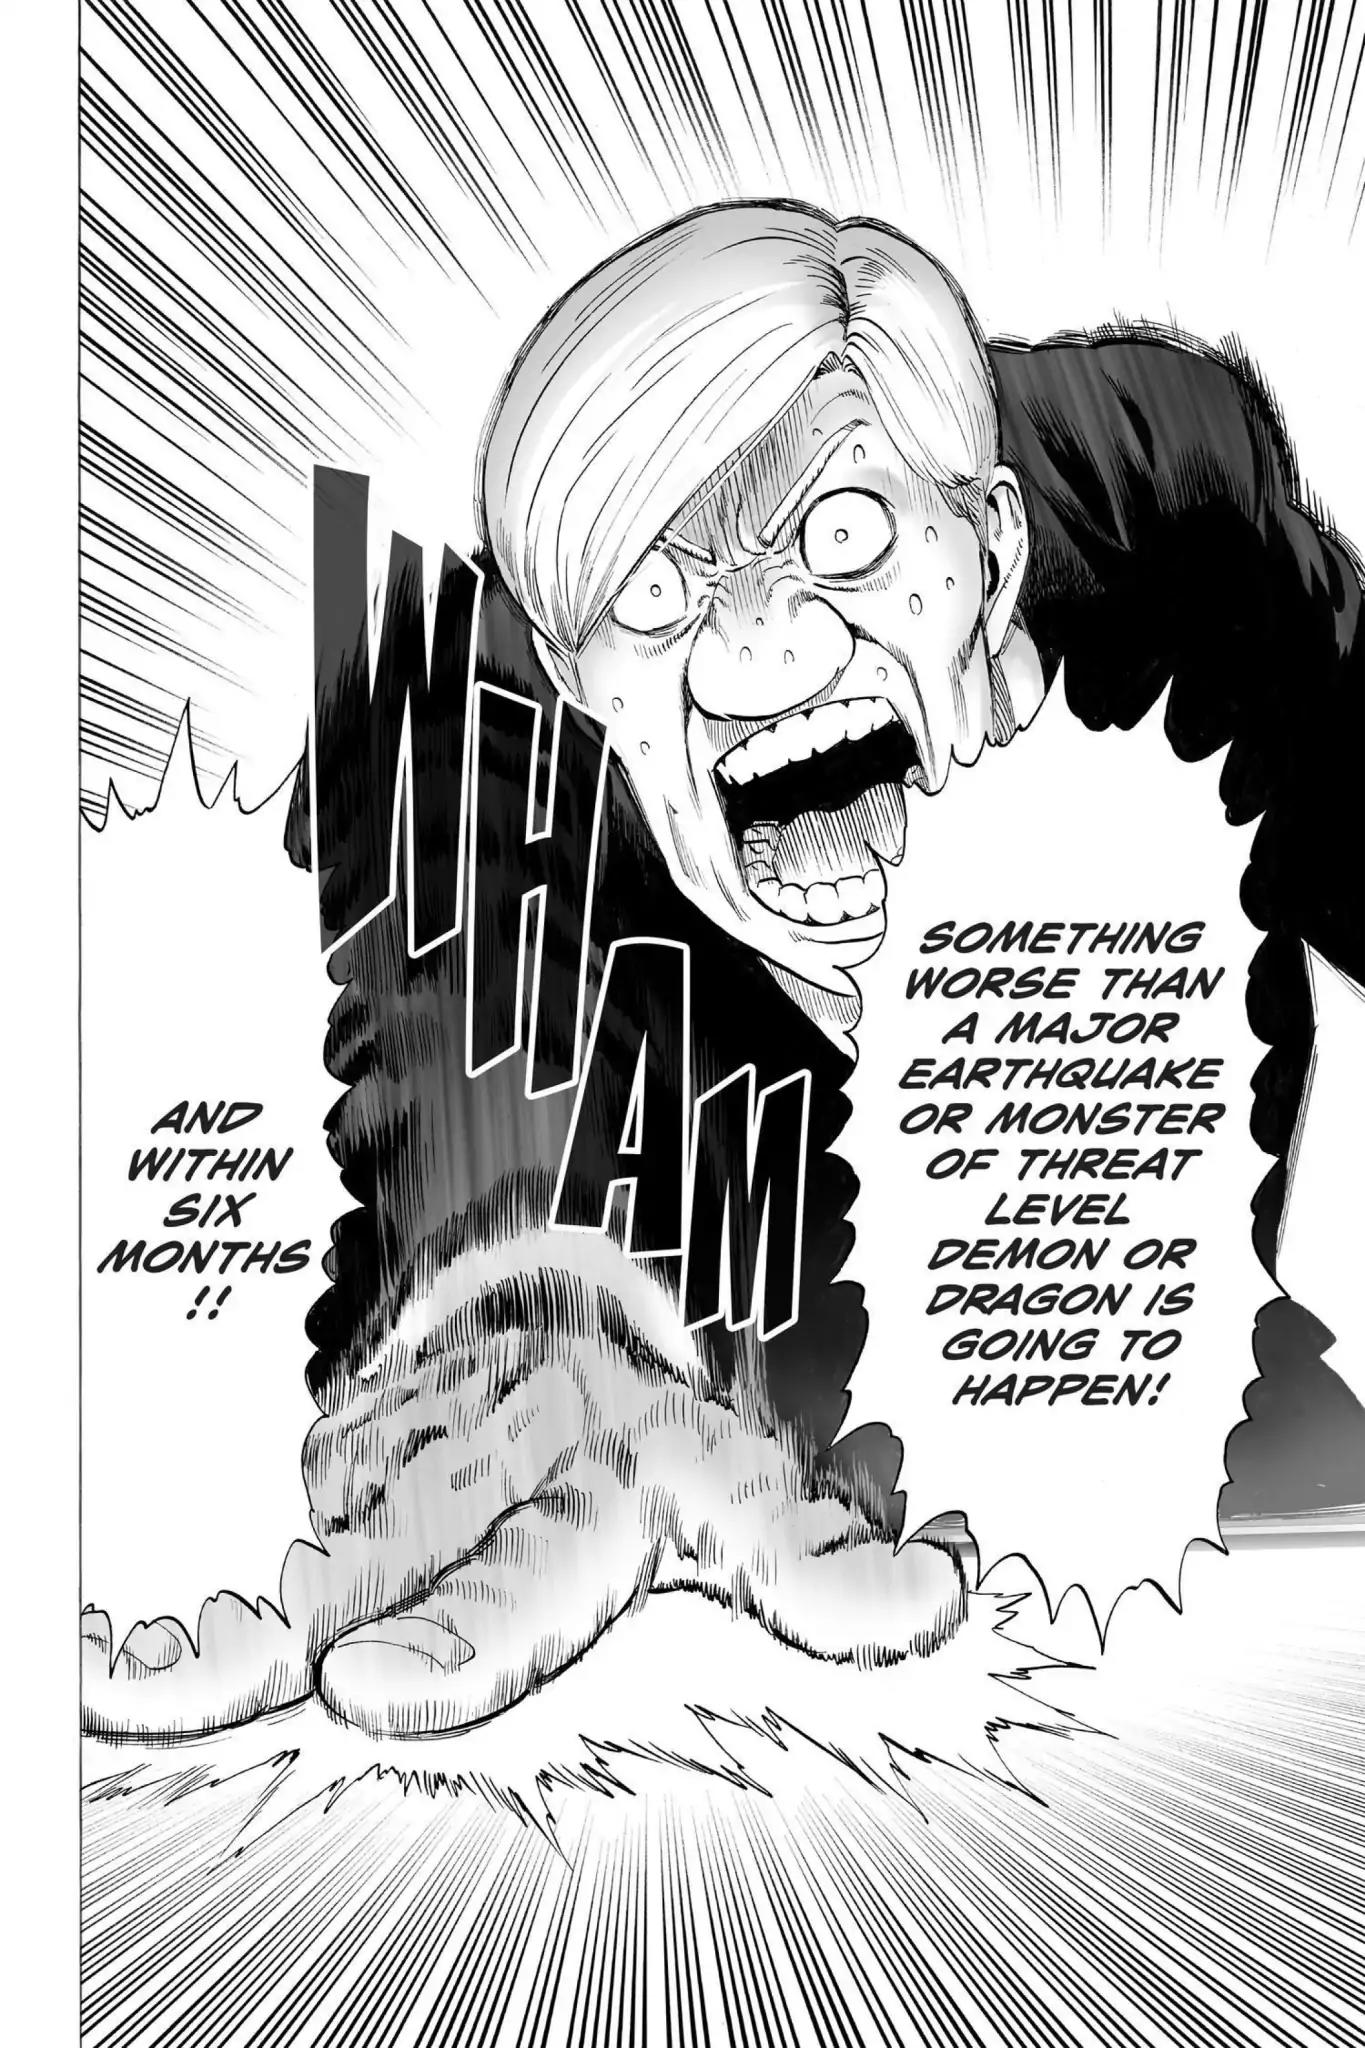 SOMETHING
WORSE THAN
A MAJOR
EARTHQUAKE
OR MONSTER
OF THREAT
LEVEL
DEMON OR
DRAGON IS
GOING TO
HAPPEN!
WHAM
AND
WITHIN
SIX
MONTHS
!!